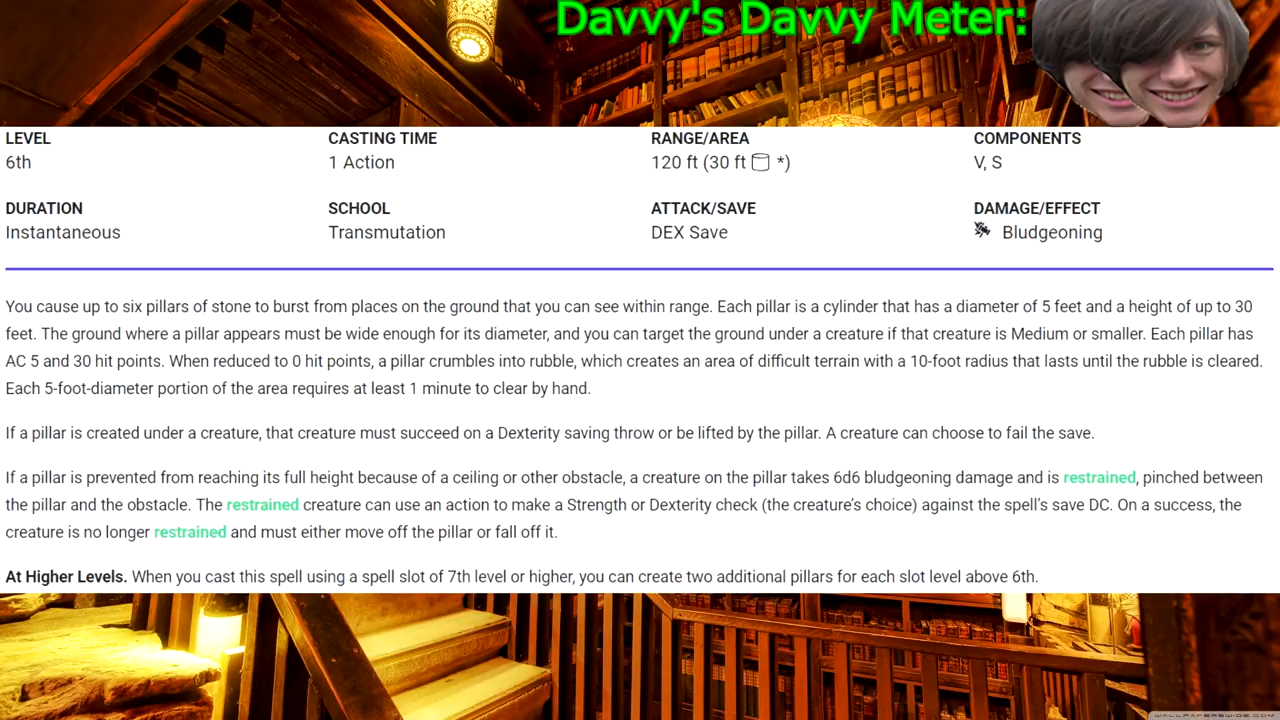 Davvy's Davvy Meter:
LEVEL CASTING TIME RANGE/AREA COMPONENTS
6th 1 Action 120 ft (30 ft *) V, S
DURATION SCHOOL ATTACK/SAVE DAMAGE/EFFECT
Instantaneous Transmutation DEX Save Bludgeoning
You cause up to six pillars of stone to burst from places on the ground that you can see within range. Each pillar is a cylinder that has a diameter of 5 feet and a height of up to 30
feet. The ground where a pillar appears must be wide enough for its diameter, and you can target the ground under a creature if that creature is Medium or smaller. Each pillar has
AC 5 and 30 hit points. When reduced to 0 hit points, a pillar crumbles into rubble, which creates an area of difficult terrain with a 10-foot radius that lasts until the rubble is cleared.
Each 5-foot-diameter portion of the area requires at least 1 minute to clear by hand.
If a pillar is created under a creature, that creature must succeed on a Dexterity saving throw or be lifted by the pillar. A creature can choose to fail the save.
If a pillar is prevented from reaching its full height because of a ceiling or other obstacle, a creature on the pillar takes 6d6 bludgeoning damage and is restrained, pinched between
the pillar and the obstacle. The restrained creature can use an action to make a Strength or Dexterity check (the creature’s choice) against the spell’s save DC. On a success, the
creature is no longer restrained and must either move off the pillar or fall off it.
At Higher Levels. When you cast this spell using a spell slot of 7th level or higher, you can create two additional pillars for each slot level above 6th.